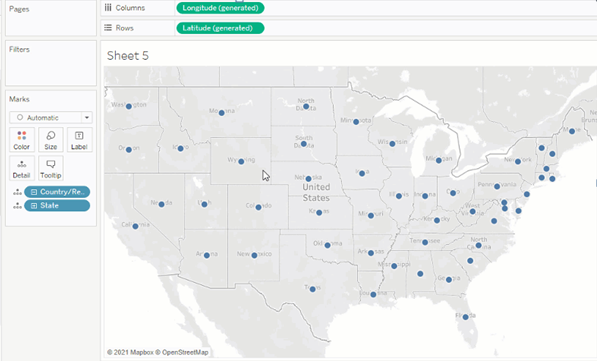 Pages
Columns
Longitude (generated)
Rows
Latitude (generated)
Filters
Sheet 5
Marks
Automatic
Color
Size
Label
Detail
Tooltip
Country/Re..
State
Washington
Montana
North
Dakota
Minnesota
Maine
Oregon
Idaho
South
Dakota
Wisconsin
Michigan
New York
Wyoming
Iowa
Nebraska
United
States
Illinois
Indiana
Ohio
Pennsylvania
Nevada
Utah
Colorado
Kansas
Missouri
West
Virginia
Kentucky
California
Arizona
New Mexico
Oklahoma
Arkansas
Tennessee
North
Carolina
Mississippi
Georgia
Texas
Louisiana
Florida
© 2021 Mapbox © OpenStreetMap